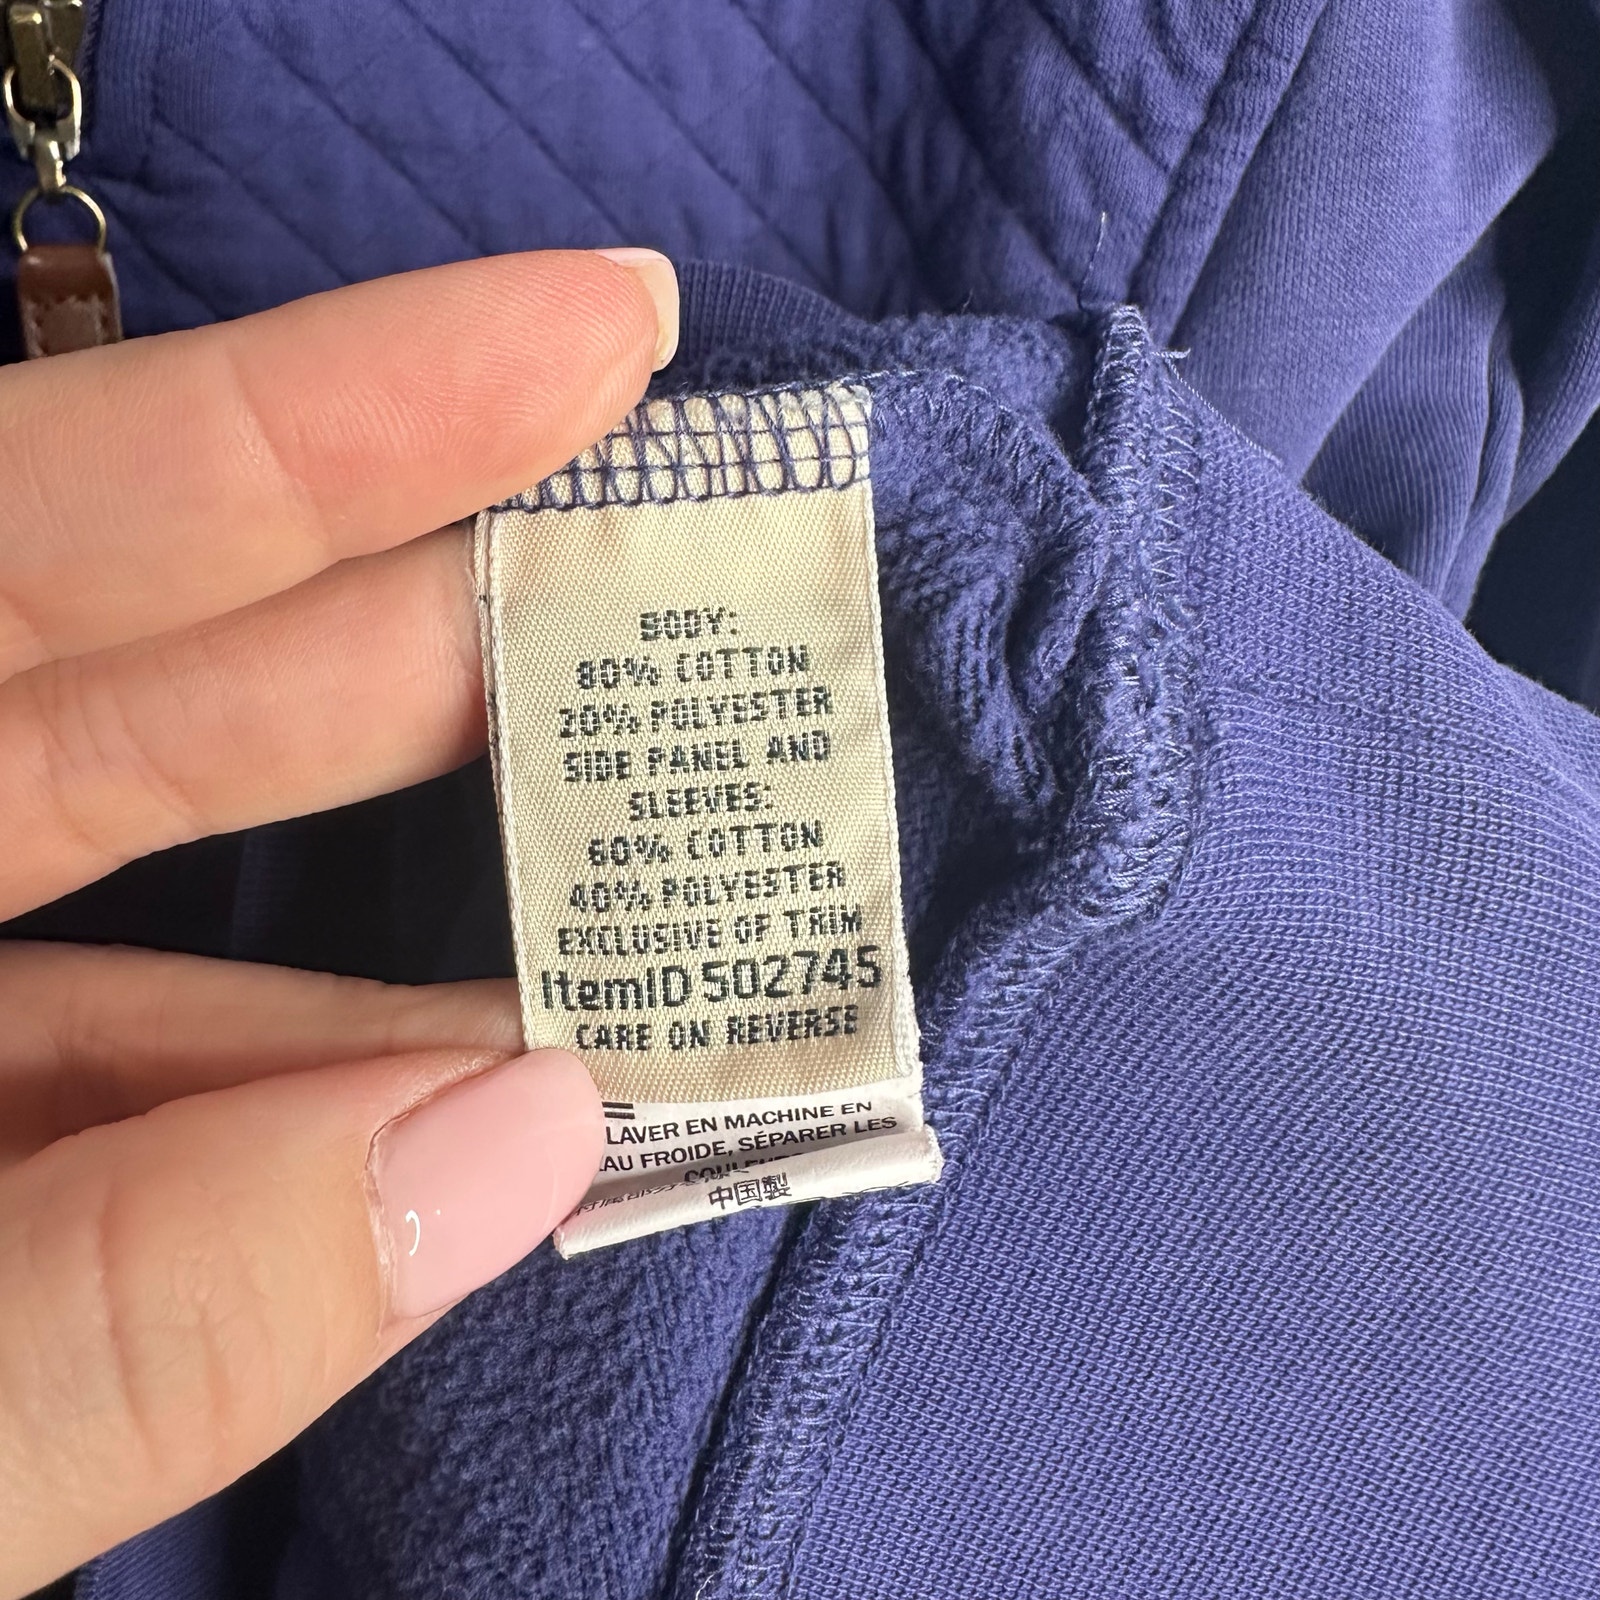 BODY:
80% COTTON
20% POLYESTER
SIDE PANEL AND
SLEEVES:
60% COTTON
40% POLYESTER
EXCLUSIVE OF TRIM
ItemID 502745
CARE ON REVERSE
LAVER EN MACHINE EN
EAU FROIDE, SÉPARER LES
COULEURS
中国製